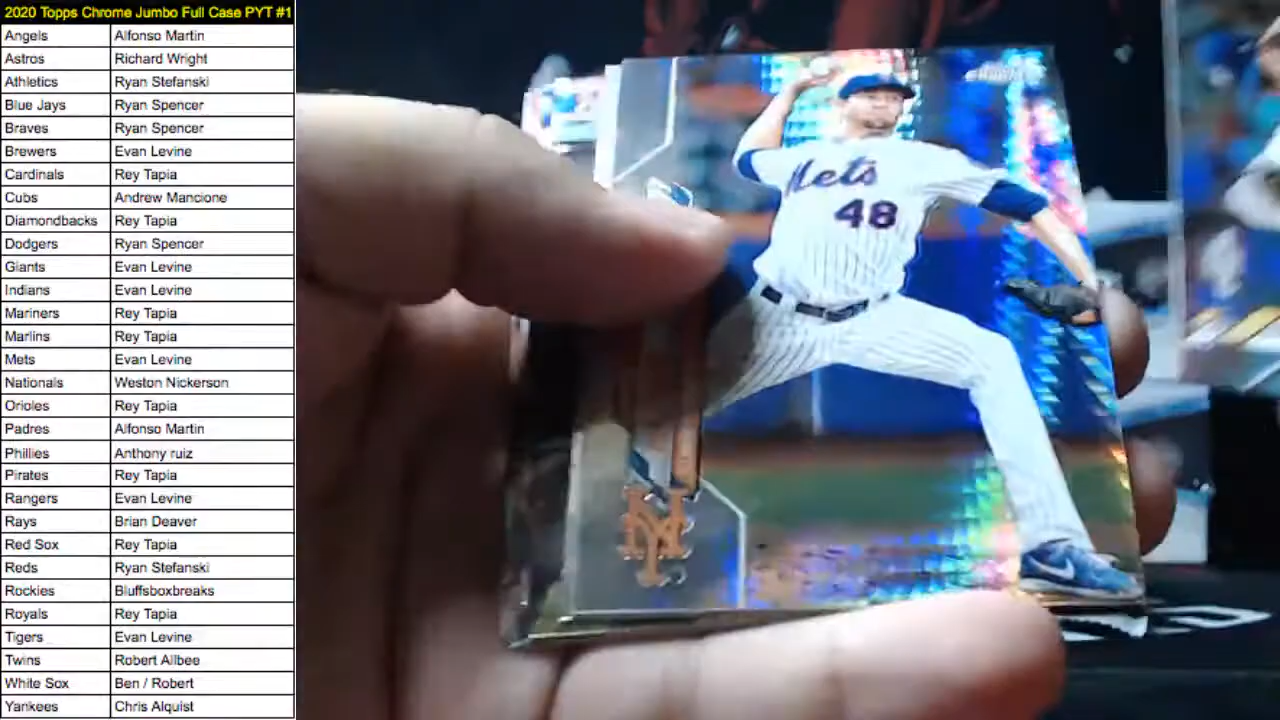 2020 Topps Chrome Jumbo Full Case PYT #1
Angels Alfonso Martin
Astros Richard Wright
Athletics Ryan Stefanski
Blue Jays Ryan Spencer
Braves Ryan Spencer
Brewers Evan Levine
Cardinals Rey Tapia
Cubs Andrew Mancione
Diamondbacks Rey Tapia
Dodgers Ryan Spencer
Giants Evan Levine
Indians Evan Levine
Mariners Rey Tapia
Marlins Rey Tapia
Mets Evan Levine
Nationals Weston Nickerson
Orioles Rey Tapia
Padres Alfonso Martin
Phillies Anthony ruiz
Pirates Rey Tapia
Rangers Evan Levine
Rays Brian Deaver
Red Sox Rey Tapia
Reds Ryan Stefanski
Rockies Bluffsboxbreaks
Royals Rey Tapia
Tigers Evan Levine
Twins Robert Allbee
White Sox Ben / Robert
Yankees Chris Alquist
Mets
48
NY